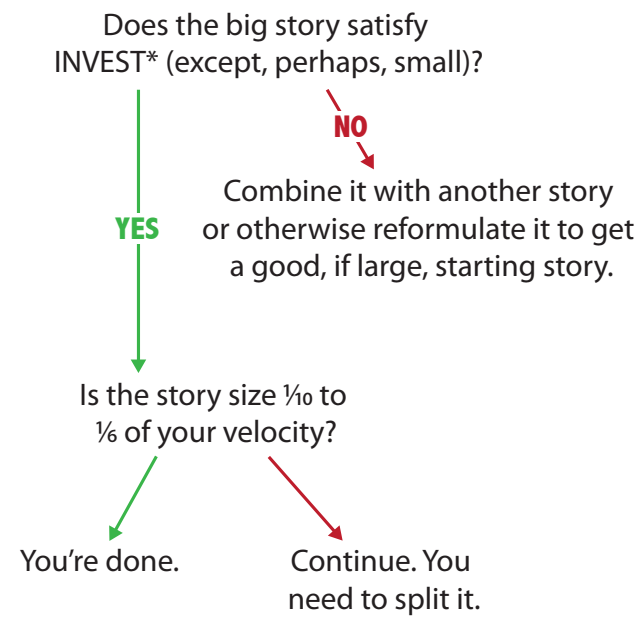 Does the big story satisfy
INVEST* (except, perhaps, small)?
NO
Combine it with another story
or otherwise reformulate it to get
a good, if large, starting story.
YES
Is the story size ⅒ to
⅙ of your velocity?
You're done.
Continue. You
need to split it.